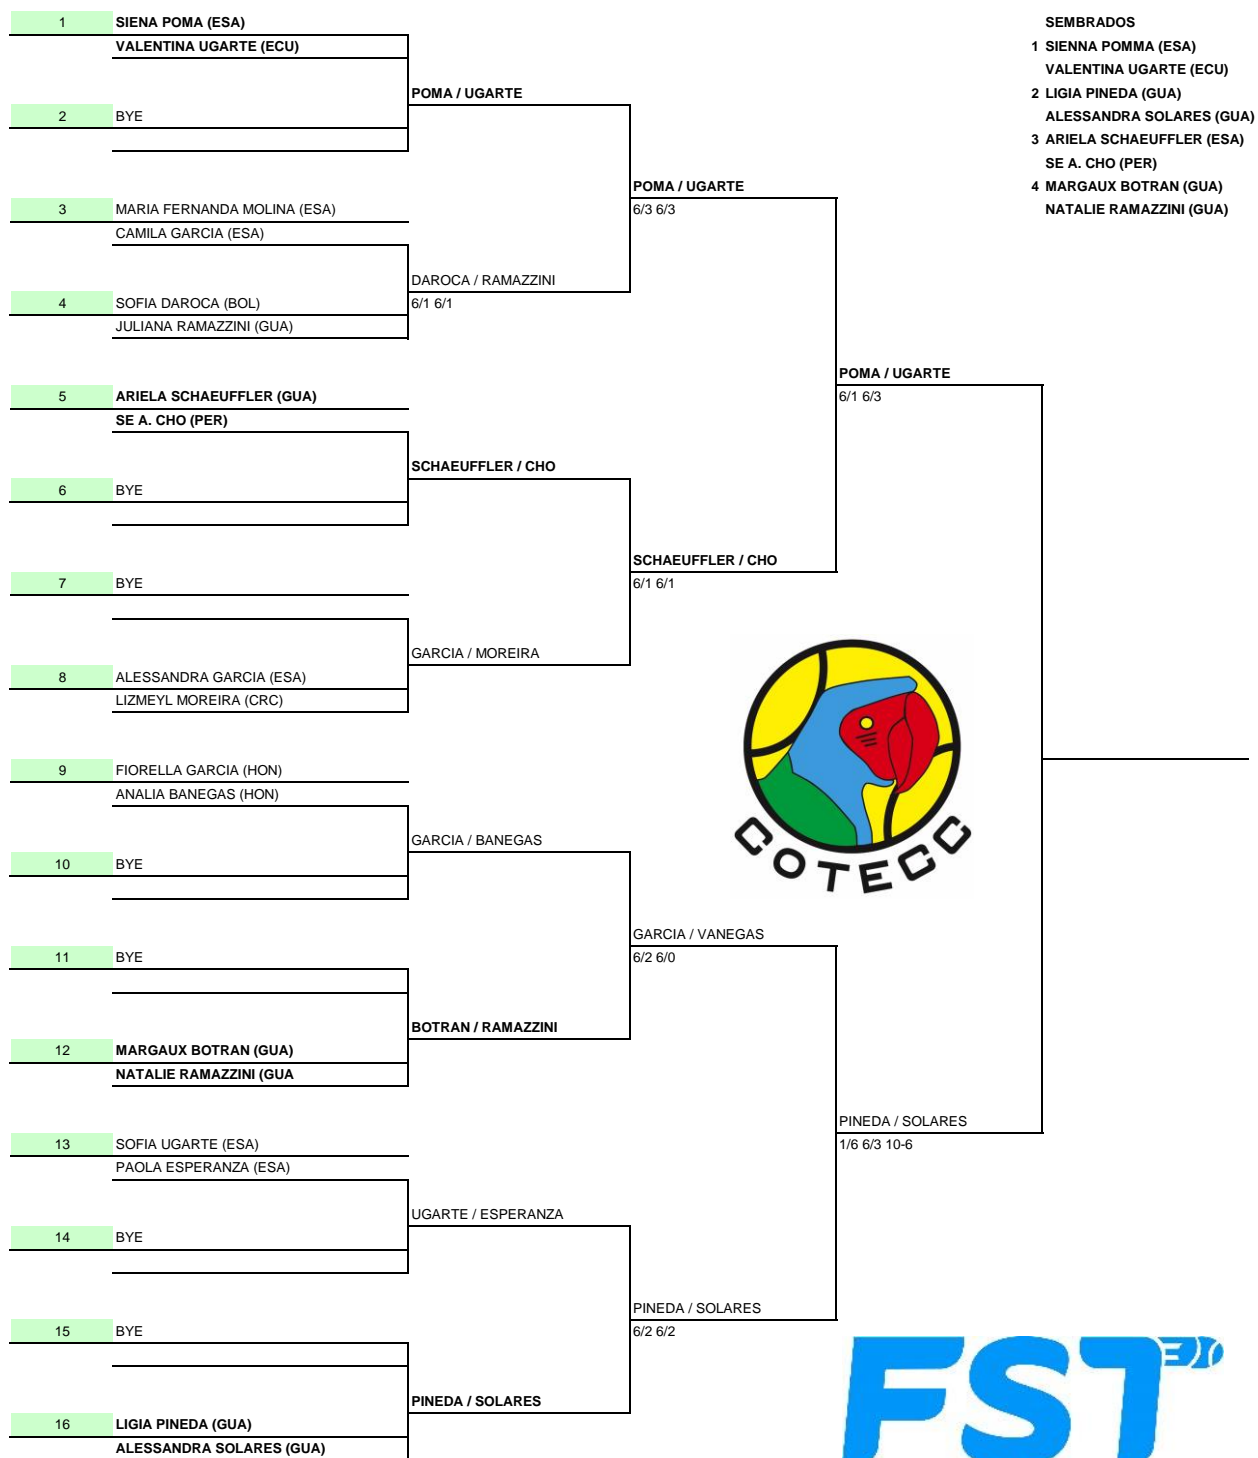 1 SIENA POMA (ESA)
VALENTINA UGARTE (ECU)
POMA / UGARTE
2 BYE
POMA / UGARTE
6/3 6/3
3 MARIA FERNANDA MOLINA (ESA)
CAMILA GARCIA (ESA)
DAROCA / RAMAZZINI
6/1 6/1
4 SOFIA DAROCA (BOL)
JULIANA RAMAZZINI (GUA)
POMA / UGARTE
6/1 6/3
5 ARIELA SCHAEUFFLER (GUA)
SE A. CHO (PER)
SCHAEUFFLER / CHO
6 BYE
SCHAEUFFLER / CHO
6/1 6/1
7 BYE
GARCIA / MOREIRA
8 ALESSANDRA GARCIA (ESA)
LIZMEYL MOREIRA (CRC)
9 FIORELLA GARCIA (HON)
ANALIA BANEGAS (HON)
GARCIA / BANEGAS
10 BYE
GARCIA / VANEGAS
6/2 6/0
11 BYE
BOTRAN / RAMAZZINI
12 MARGAUX BOTRAN (GUA)
NATALIE RAMAZZINI (GUA
PINEDA / SOLARES
1/6 6/3 10-6
13 SOFIA UGARTE (ESA)
PAOLA ESPERANZA (ESA)
UGARTE / ESPERANZA
14 BYE
PINEDA / SOLARES
6/2 6/2
15 BYE
PINEDA / SOLARES
16 LIGIA PINEDA (GUA)
ALESSANDRA SOLARES (GUA)
SEMBRADOS
1 SIENNA POMMA (ESA)
VALENTINA UGARTE (ECU)
2 LIGIA PINEDA (GUA)
ALESSANDRA SOLARES (GUA)
3 ARIELA SCHAEUFFLER (ESA)
SE A. CHO (PER)
4 MARGAUX BOTRAN (GUA)
NATALIE RAMAZZINI (GUA)
COTECC
FST